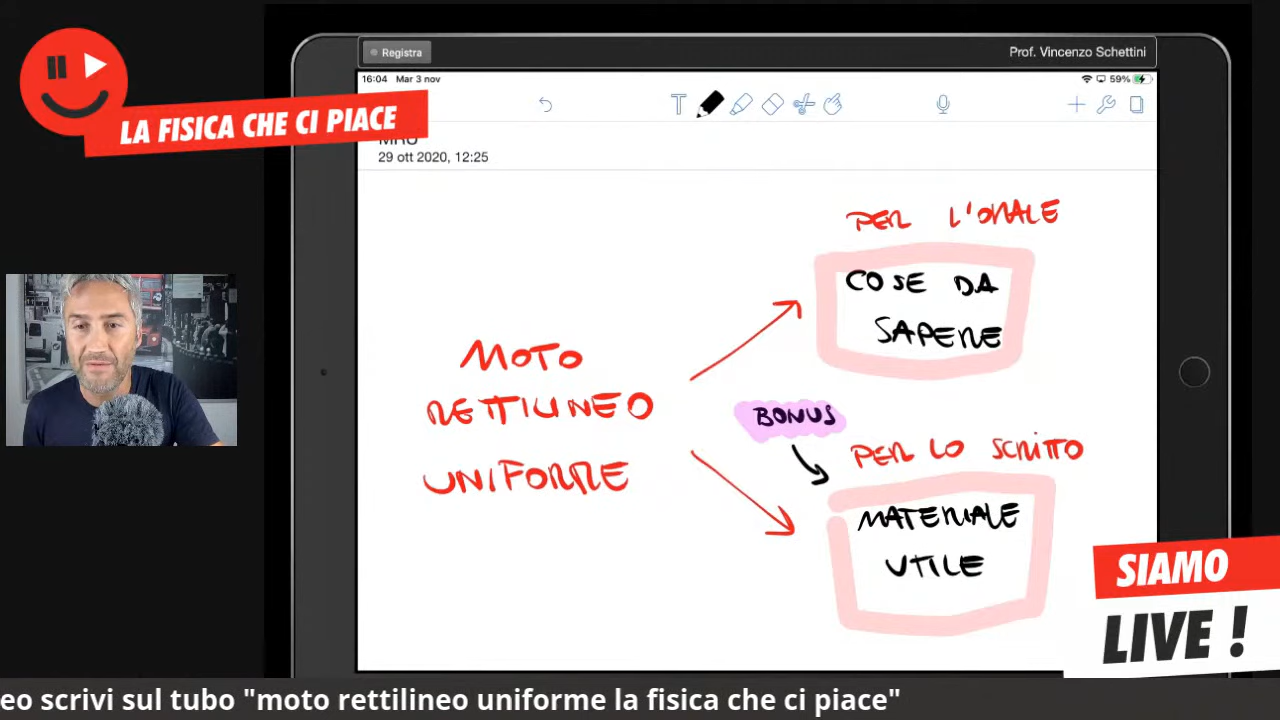 LA FISICA CHE CI PIACE
Registra
Prof. Vincenzo Schettini
16:04 Mar 3 nov
59%
T
MRU
29 ott 2020, 12:25
PER L'ORALE
COSE DA
SAPERE
MOTO
RETTILINEO
UNIFORME
BONUS
PER LO SCRITTO
MATERIALE
UTILE
SIAMO
LIVE !
eo scrivi sul tubo "moto rettilineo uniforme la fisica che ci piace"